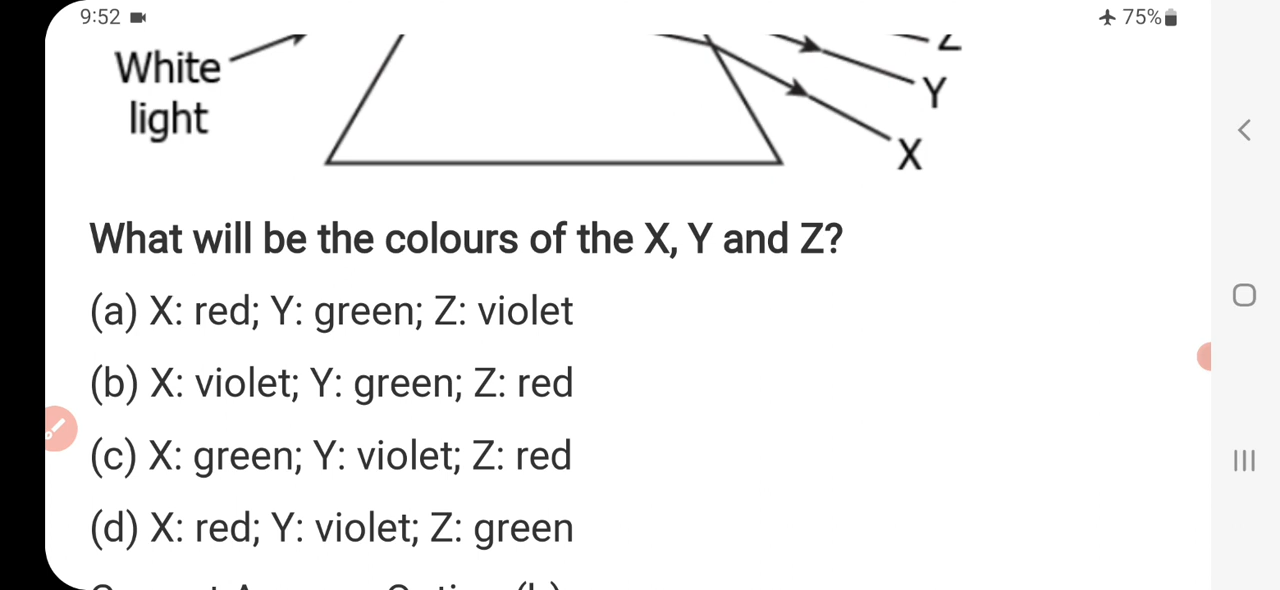 9:52
75%
White
light
Z
Y
X
What will be the colours of the X, Y and Z?
(a) X: red; Y: green; Z: violet
(b) X: violet; Y: green; Z: red
(c) X: green; Y: violet; Z: red
(d) X: red; Y: violet; Z: green